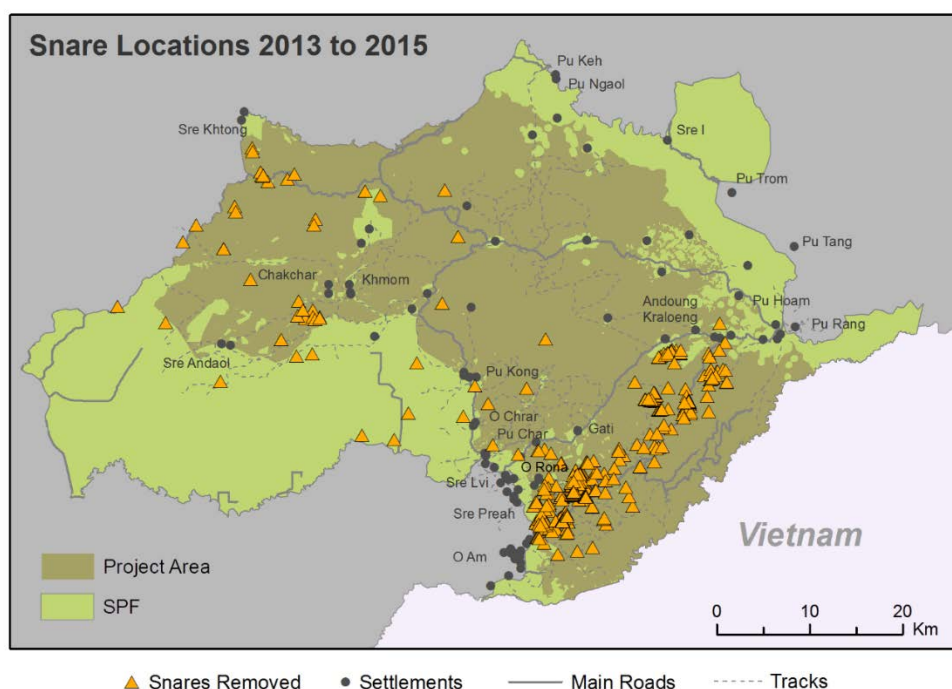 Snare Locations 2013 to 2015
Pu Keh
Pu Ngaol
Sre Khtong
Sre I
Pu Trom
Pu Tang
Chakchar
Khmom
Andoung
Kraloeng
Pu Hoam
Pu Rang
Sre Andaol
Pu Kong
O Chrar
Pu Char
Gati
O Rona
Sre Lvi
Sre Preah
O Am
Vietnam
Project Area
SPF
0 10 20
Km
Snares Removed Settlements Main Roads Tracks